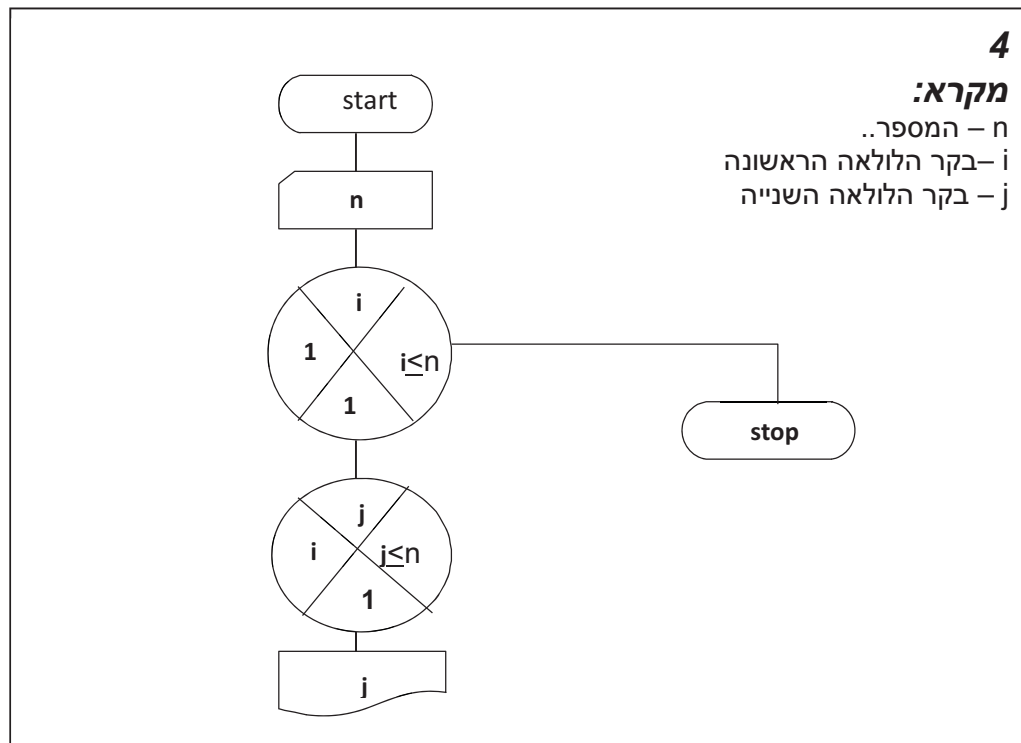 4
מקרא:
n – המספר..
i –בקר הלולאה הראשונה
j – בקר הלולאה השנייה
start
n
i
1
i≤n
1
stop
j
i
j≤n
1
j